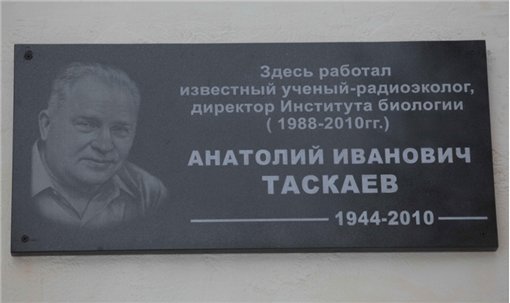 Здесь работал
известный ученый-радиоэколог,
директор Института биологии
( 1988-2010гг.)
АНАТОЛИЙ ИВАНОВИЧ
ТАСКАЕВ
1944-2010